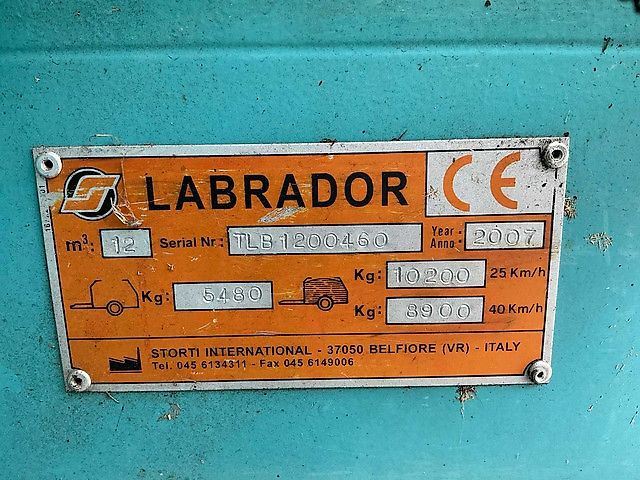 LABRADOR CE
m³: 12 Serial Nr: TLB1200460 Year: Anno: 2007
Kg: 5480 Kg: 10200 25 Km/h
Kg: 8900 40 Km/h
STORTI INTERNATIONAL - 37050 BELFIORE (VR) - ITALY
Tel. 045 6134311 - Fax 045 6149006